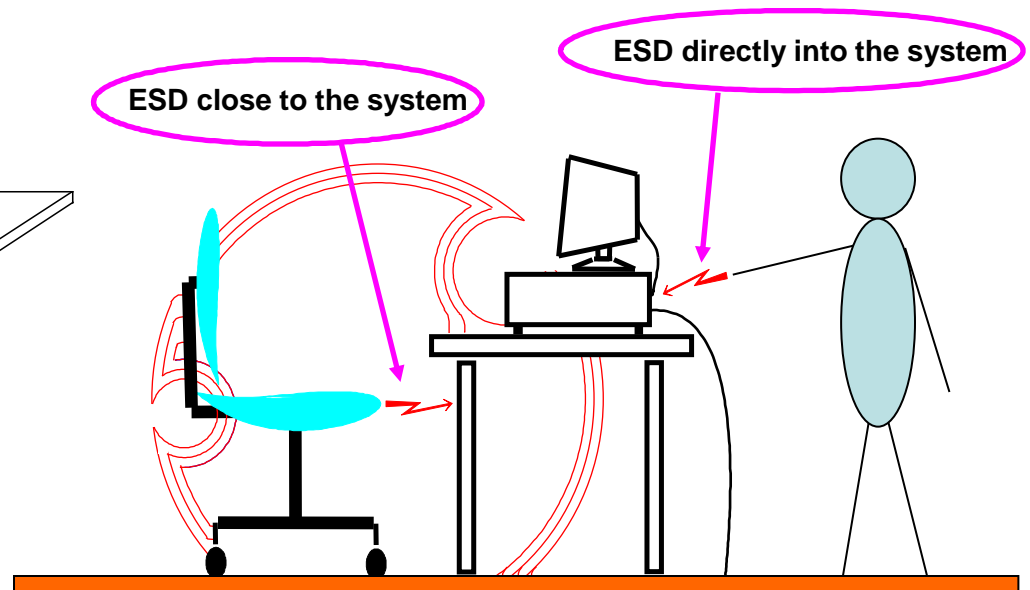 ESD directly into the system
ESD close to the system